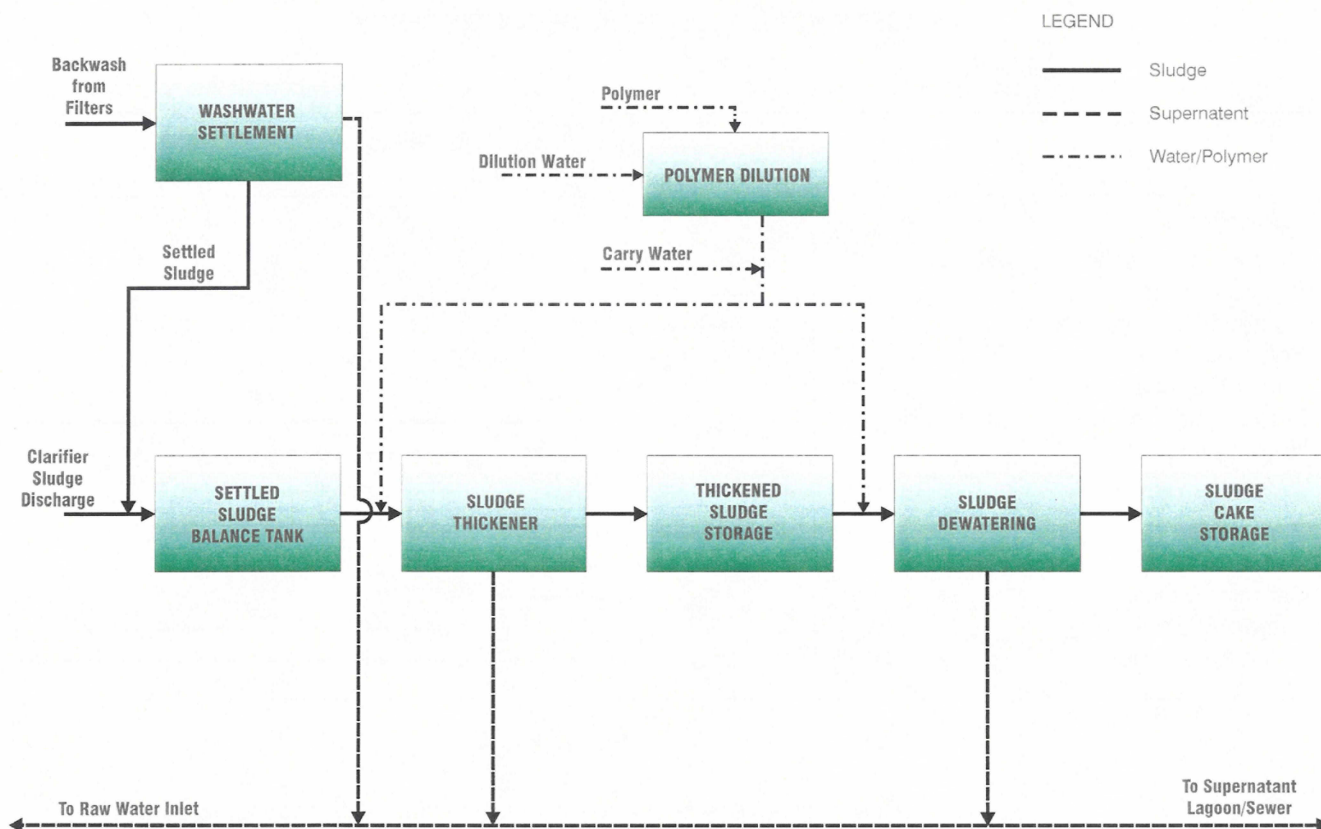 LEGEND
Sludge
Supernatent
Water/Polymer
Backwash
from
Filters
WASHWATER
SETTLEMENT
Polymer
Dilution Water
POLYMER DILUTION
Carry Water
Settled
Sludge
Clarifier
Sludge
Discharge
SETTLED
SLUDGE
BALANCE TANK
SLUDGE
THICKENER
THICKENED
SLUDGE
STORAGE
SLUDGE
DEWATERING
SLUDGE
CAKE
STORAGE
To Raw Water Inlet
To Supernatant
Lagoon/Sewer